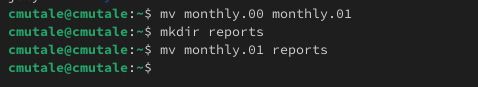 cmutale@cmutale:~$ mv monthly.00 monthly.01
cmutale@cmutale:~$ mkdir reports
cmutale@cmutale:~$ mv monthly.01 reports
cmutale@cmutale:~$